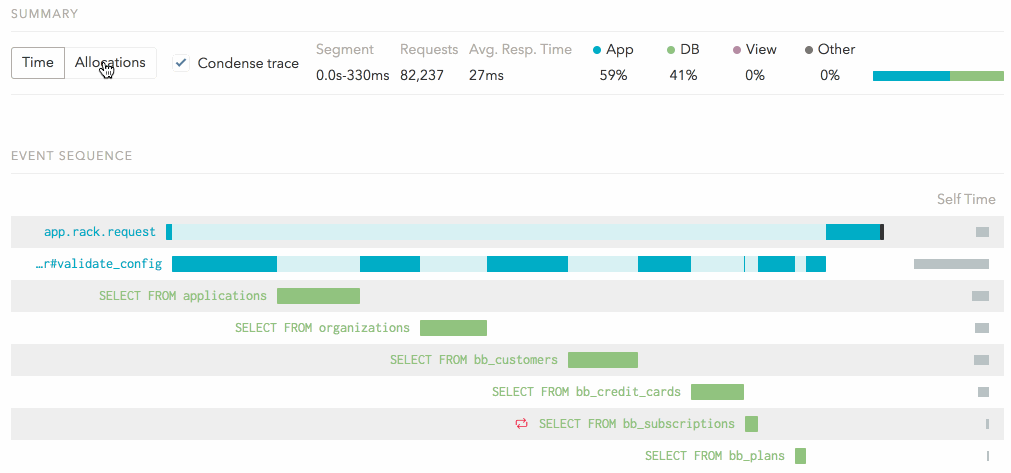 SUMMARY
Time Allocations Condense trace Segment Requests Avg. Resp. Time App DB View Other
0.0s-330ms 82,237 27ms 59% 41% 0% 0%
EVENT SEQUENCE
Self Time
app.rack.request
…r#validate_config
SELECT FROM applications
SELECT FROM organizations
SELECT FROM bb_customers
SELECT FROM bb_credit_cards
SELECT FROM bb_subscriptions
SELECT FROM bb_plans